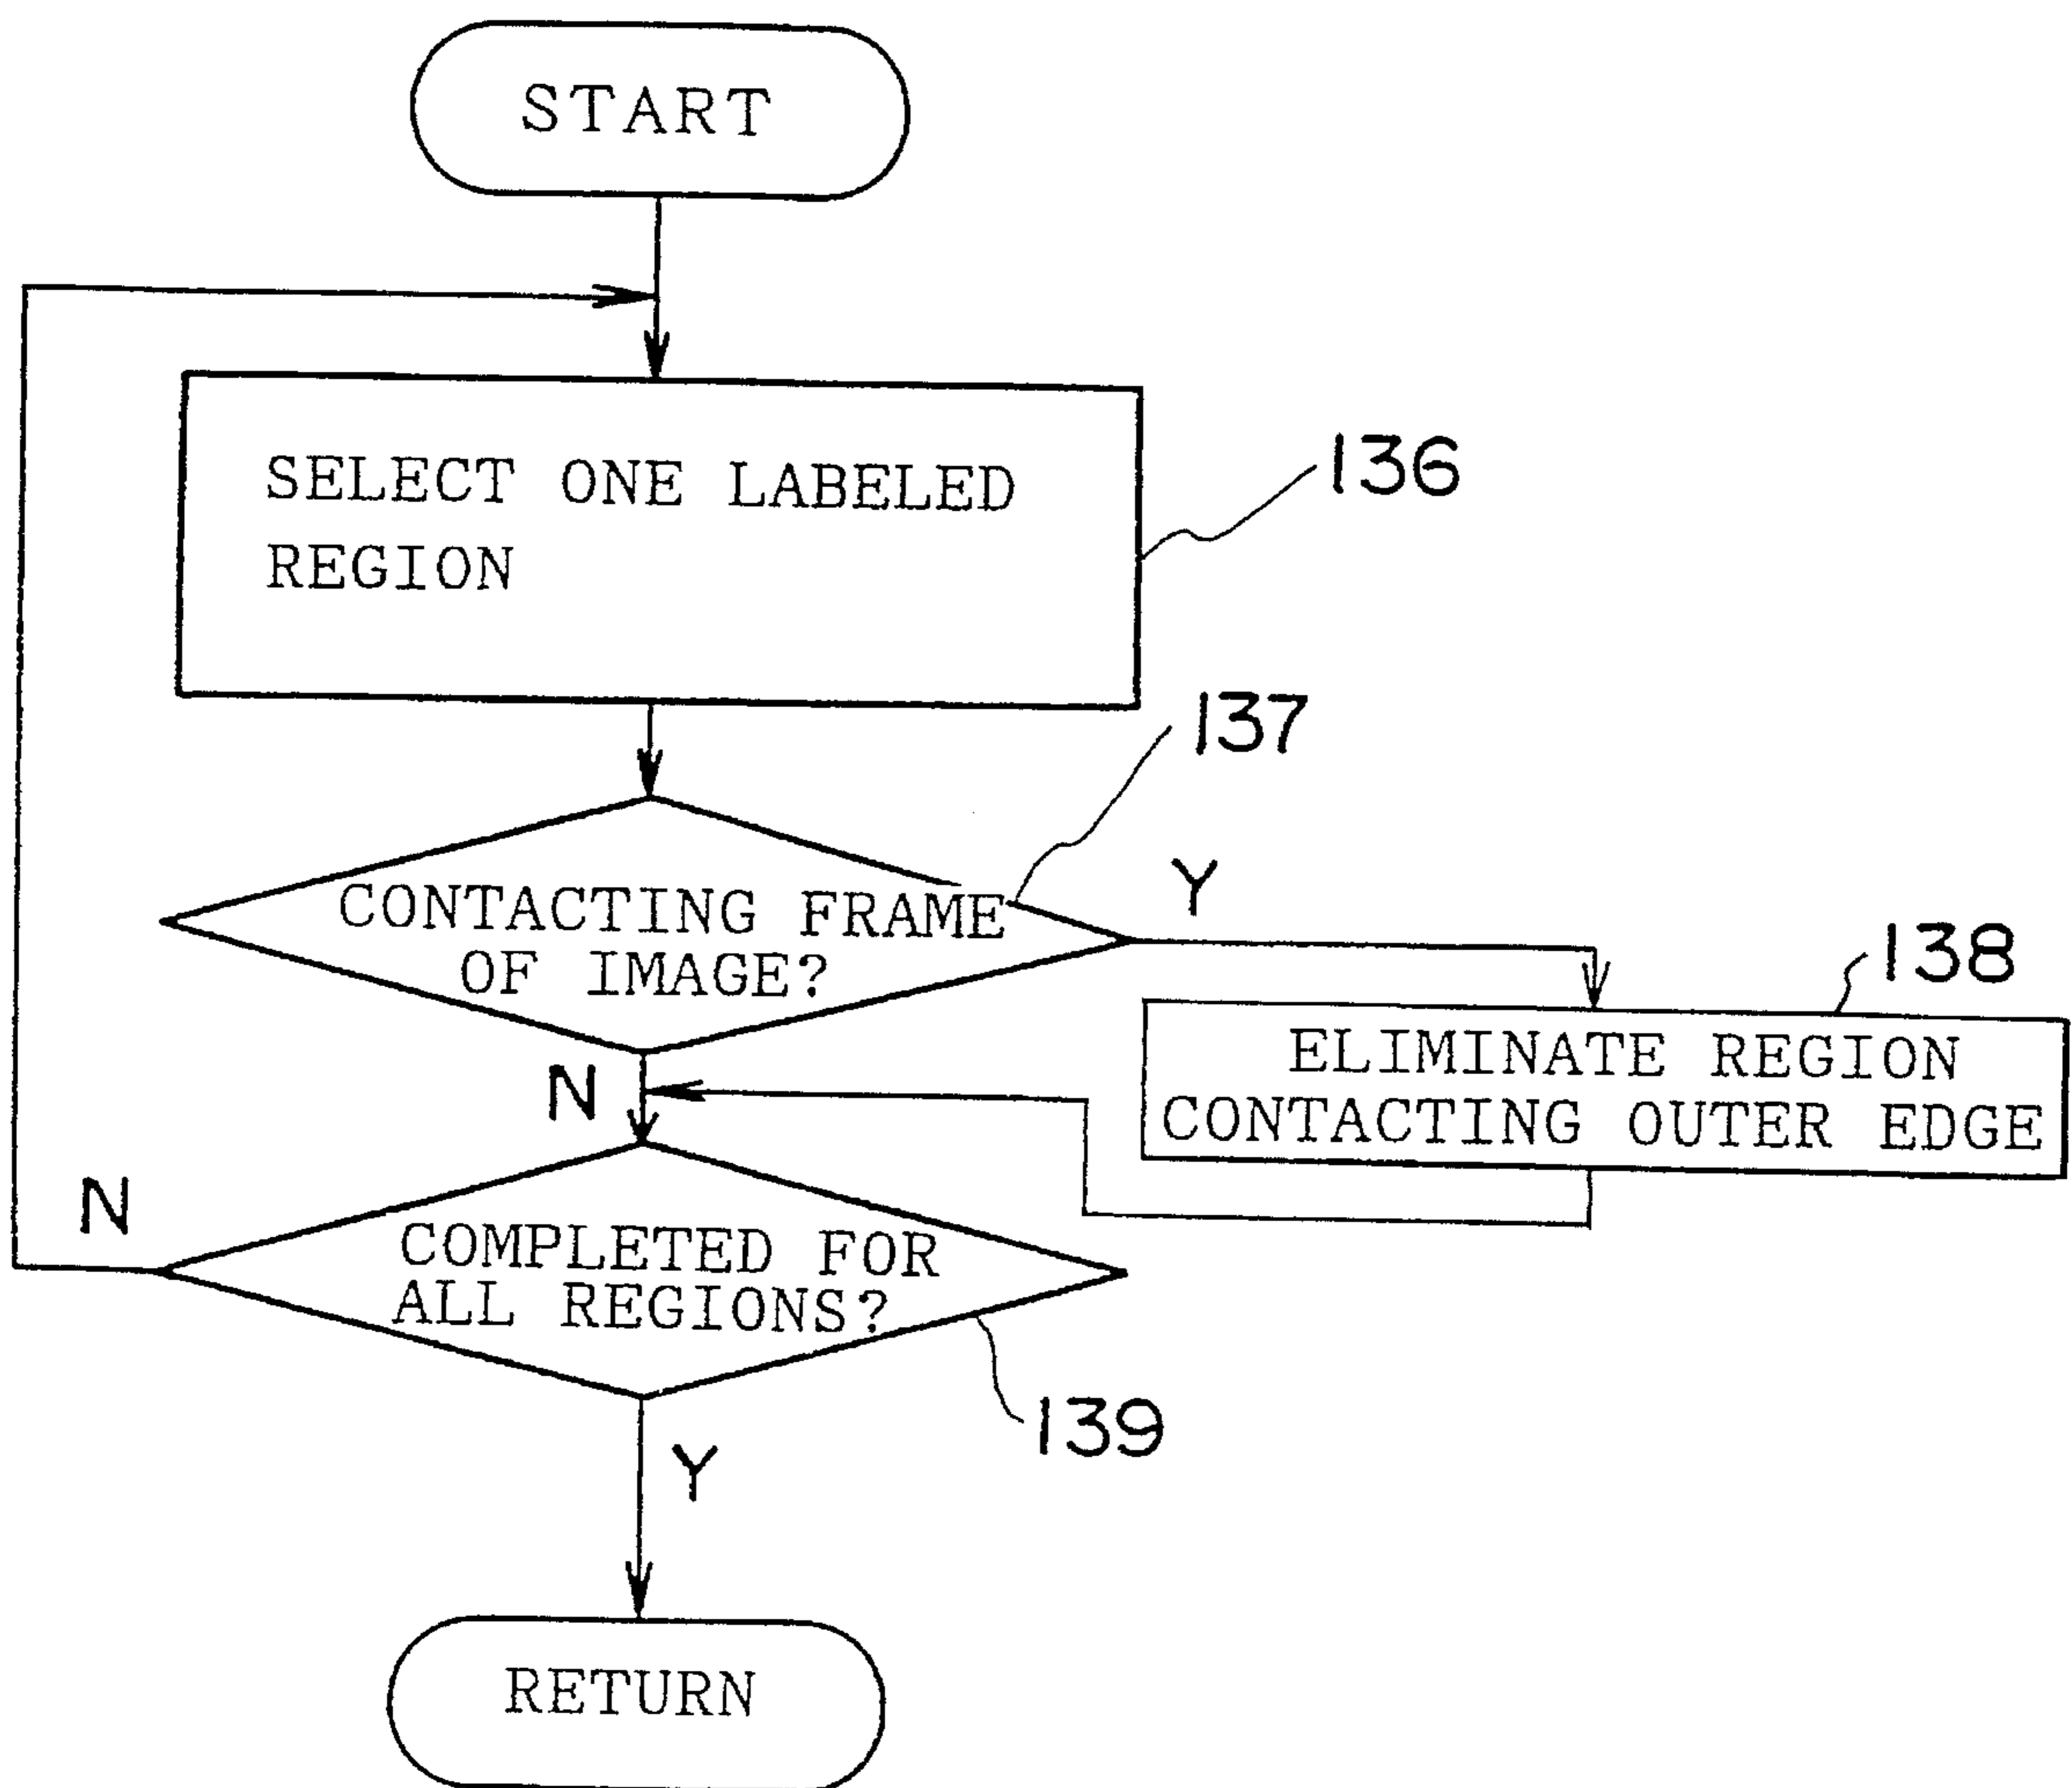 START
SELECT ONE LABELED
REGION
136
137
CONTACTING FRAME
OF IMAGE?
Y
138
ELIMINATE REGION
CONTACTING OUTER EDGE
N
N
COMPLETED FOR
ALL REGIONS?
139
Y
RETURN